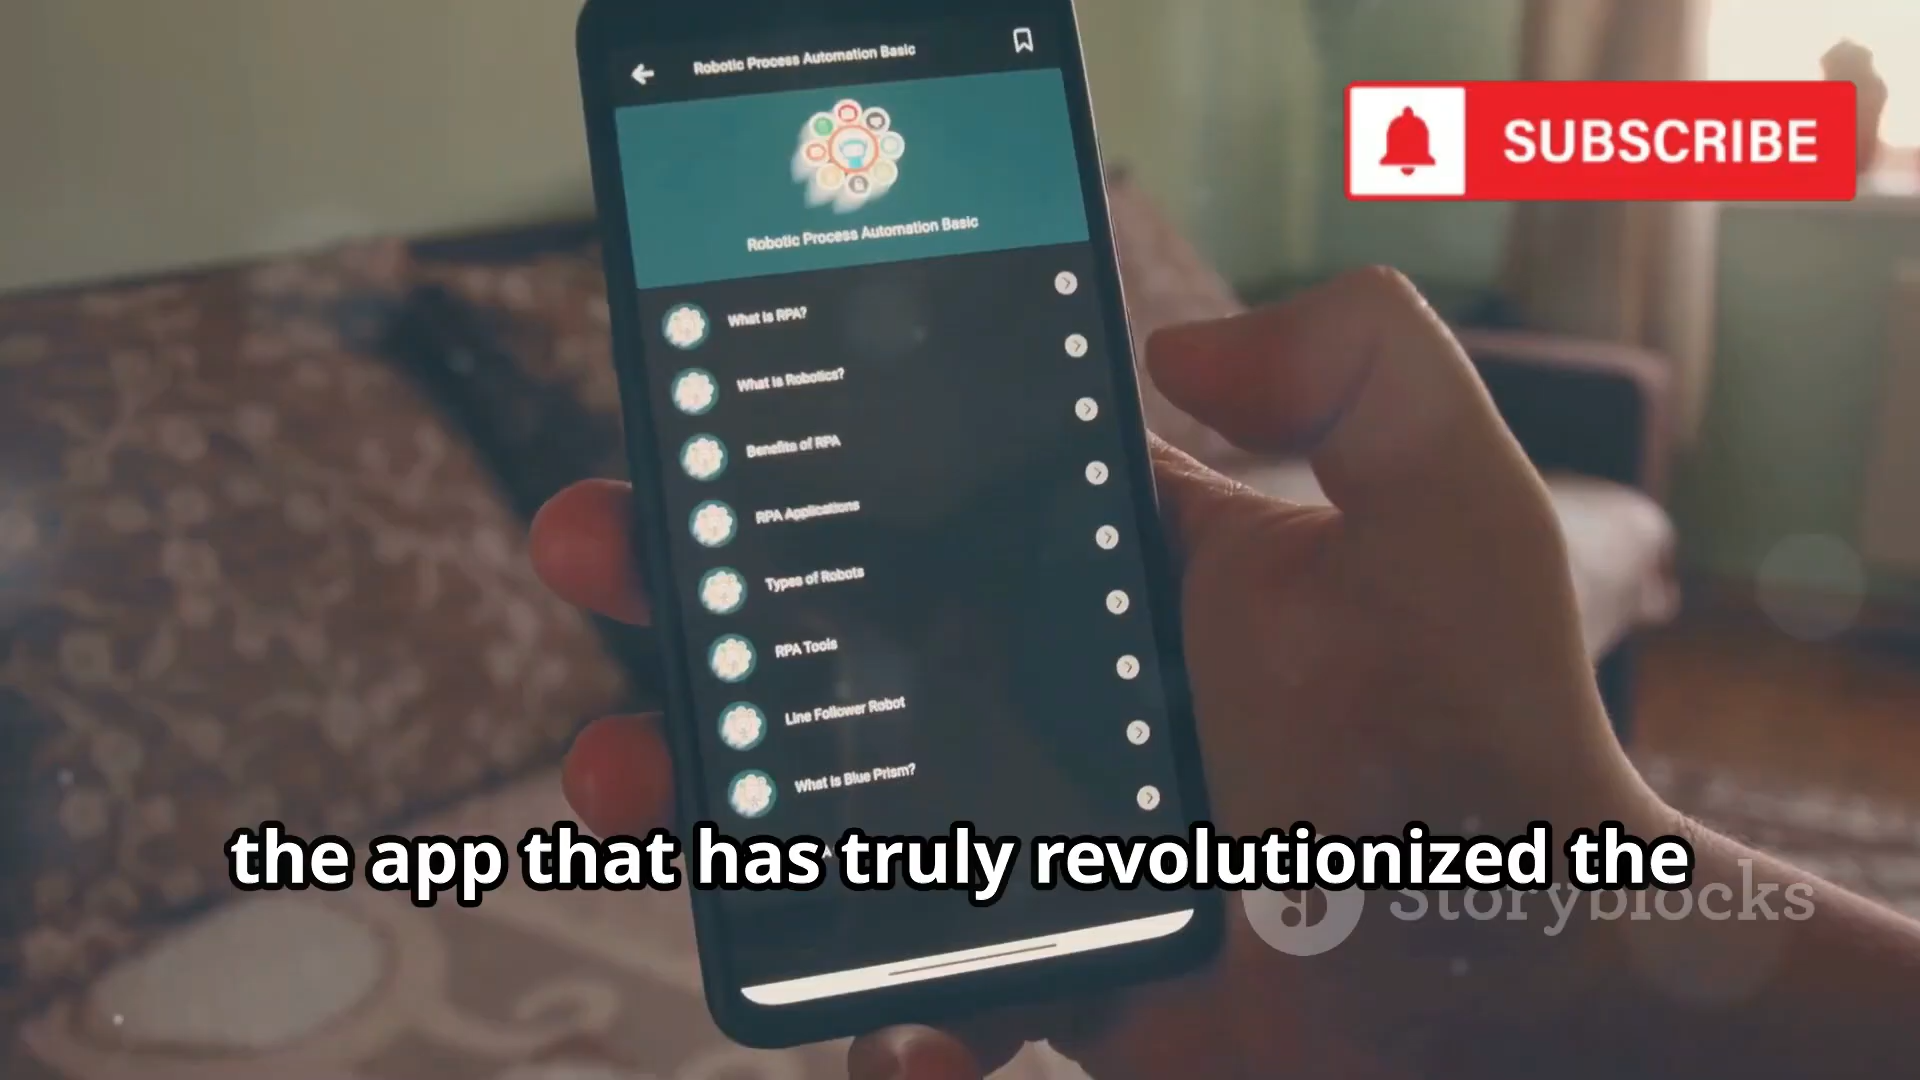 Robotic Process Automation Basic
SUBSCRIBE
Robotic Process Automation Basic
What is RPA?
What is Robotics?
Benefits of RPA
RPA Applications
Types of Robots
RPA Tools
Line Follower Robot
What is Blue Prism?
the app that has truly revolutionized the
Storyblocks